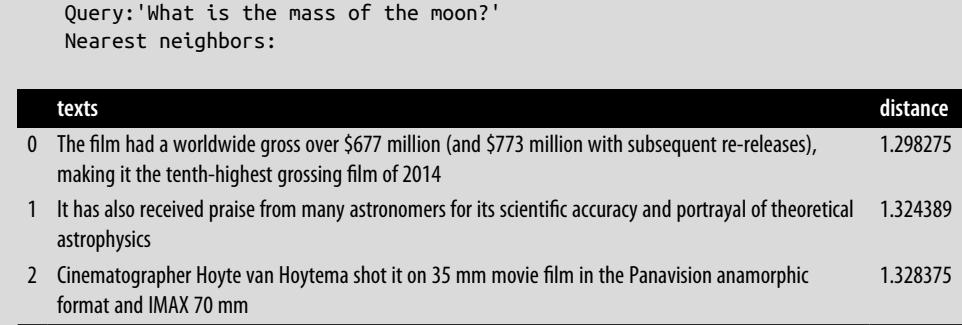 Query:'What is the mass of the moon?'
Nearest neighbors:
texts distance
0 The film had a worldwide gross over $677 million (and $773 million with subsequent re-releases), 1.298275
making it the tenth-highest grossing film of 2014
1 It has also received praise from many astronomers for its scientific accuracy and portrayal of theoretical 1.324389
astrophysics
2 Cinematographer Hoyte van Hoytema shot it on 35 mm movie film in the Panavision anamorphic 1.328375
format and IMAX 70 mm